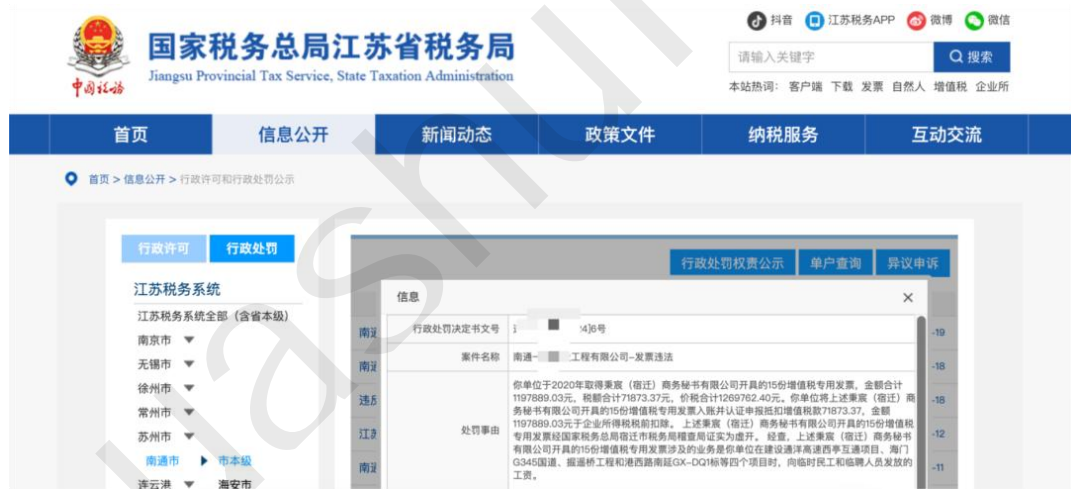 抖音 江苏税务APP 微博 微信
国家税务总局江苏省税务局
Jiangsu Provincial Tax Service, State Taxation Administration
中国税务
请输入关键字 搜索
本站热词： 客户端 下载 发票 自然人 增值税 企业所
首页 信息公开 新闻动态 政策文件 纳税服务 互动交流
首页 > 信息公开 > 行政许可和行政处罚公示
行政许可 行政处罚
江苏税务系统
江苏税务系统全部（含省本级）
南京市
无锡市
徐州市
常州市
苏州市
南通市 市本级
连云港 海安市
行政处罚权责公示 单户查询 异议申诉
信息
行政处罚决定书文号 24]6号
案件名称 南通 工程有限公司-发票违法
处罚事由
你单位于2020年取得秉宸（宿迁）商务秘书有限公司开具的15份增值税专用发票，金额合计
1197889.03元，税额合计71873.37元，价税合计1269762.40元。你单位将上述秉宸（宿迁）商
务秘书有限公司开具的15份增值税专用发票入账并认证申报抵扣增值税款71873.37，金额
1197889.03元于企业所得税税前扣除。 上述秉宸（宿迁）商务秘书有限公司开具的15份增值税
专用发票经国家税务总局宿迁市税务局稽查局证实为虚开。 经查，上述秉宸（宿迁）商务秘书
有限公司开具的15份增值税专用发票涉及的业务是你单位在建设通洋高速西亭互通项目、海门
G345国道、掘遥桥工程和港西路南延GX-DQ1标等四个项目时，向临时民工和临聘人员发放的
工资。
南通
南通
违反
江苏
南通
-19
-18
-18
-12
-11